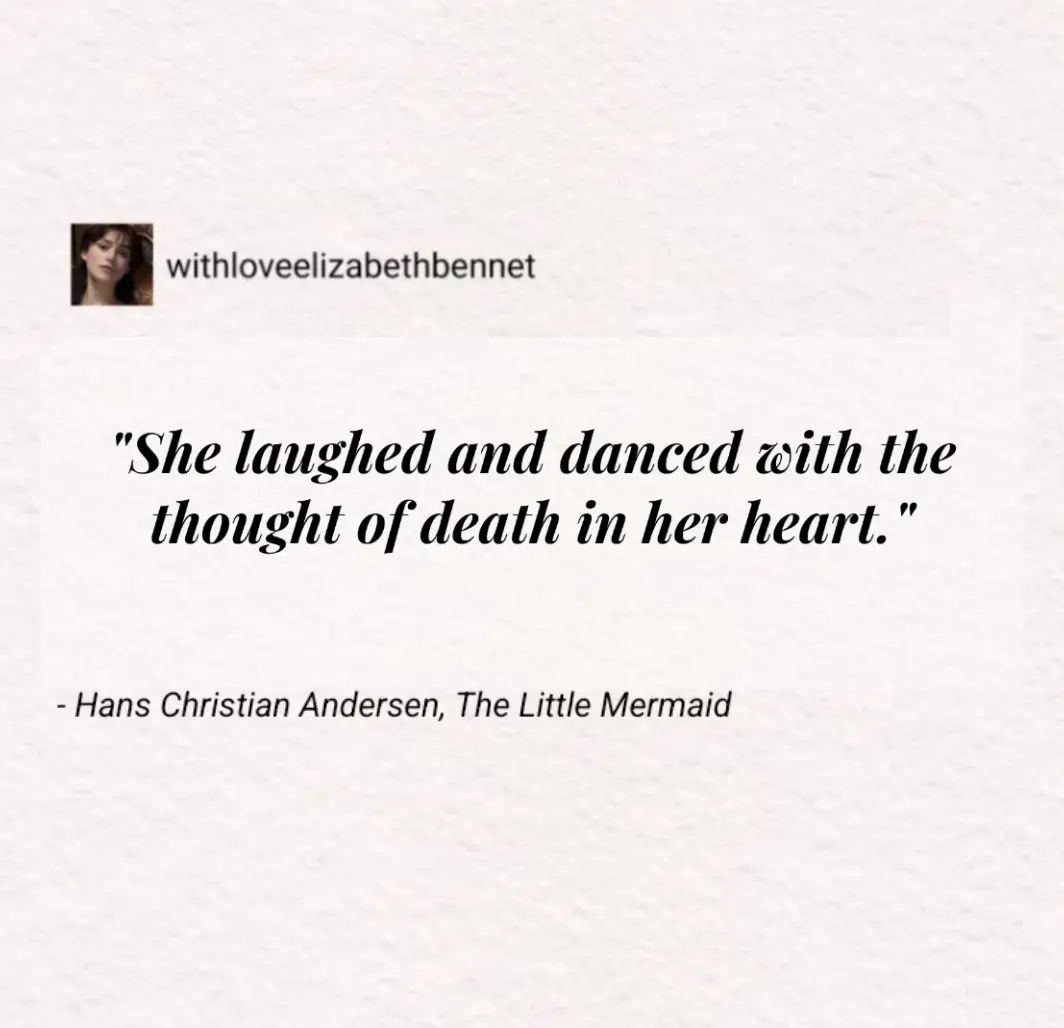 withloveelizabethbennet
"She laughed and danced with the
thought of death in her heart."
- Hans Christian Andersen, The Little Mermaid